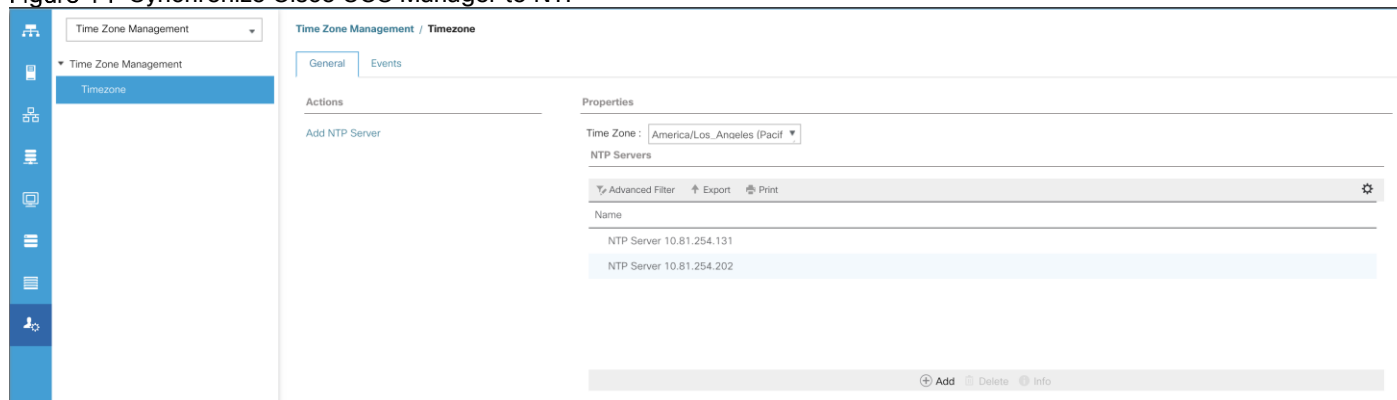 Time Zone Management
Time Zone Management / Timezone
Time Zone Management
Timezone
General
Events
Actions
Add NTP Server
Properties
Time Zone :
America/Los_Angeles (Pacif
NTP Servers
Advanced Filter
Export
Print
Name
NTP Server 10.81.254.131
NTP Server 10.81.254.202
Add
Delete
Info